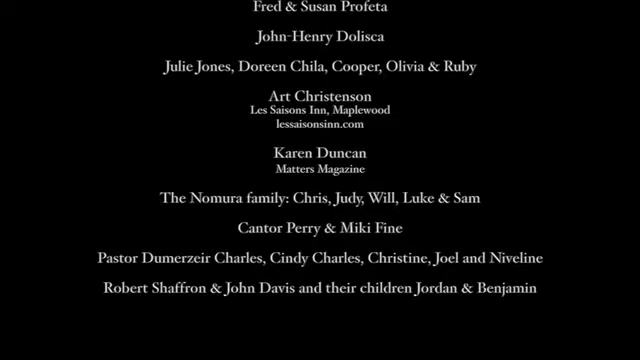 Fred & Susan Profeta
John-Henry Dolisca
Julie Jones, Doreen Chila, Cooper, Olivia & Ruby
Art Christenson
Les Saisons Inn, Maplewood
lessaisonsinn.com
Karen Duncan
Matters Magazine
The Nomura family: Chris, Judy, Will, Luke & Sam
Cantor Perry & Miki Fine
Pastor Dumerzeir Charles, Cindy Charles, Christine, Joel and Niveline
Robert Shaffron & John Davis and their children Jordan & Benjamin